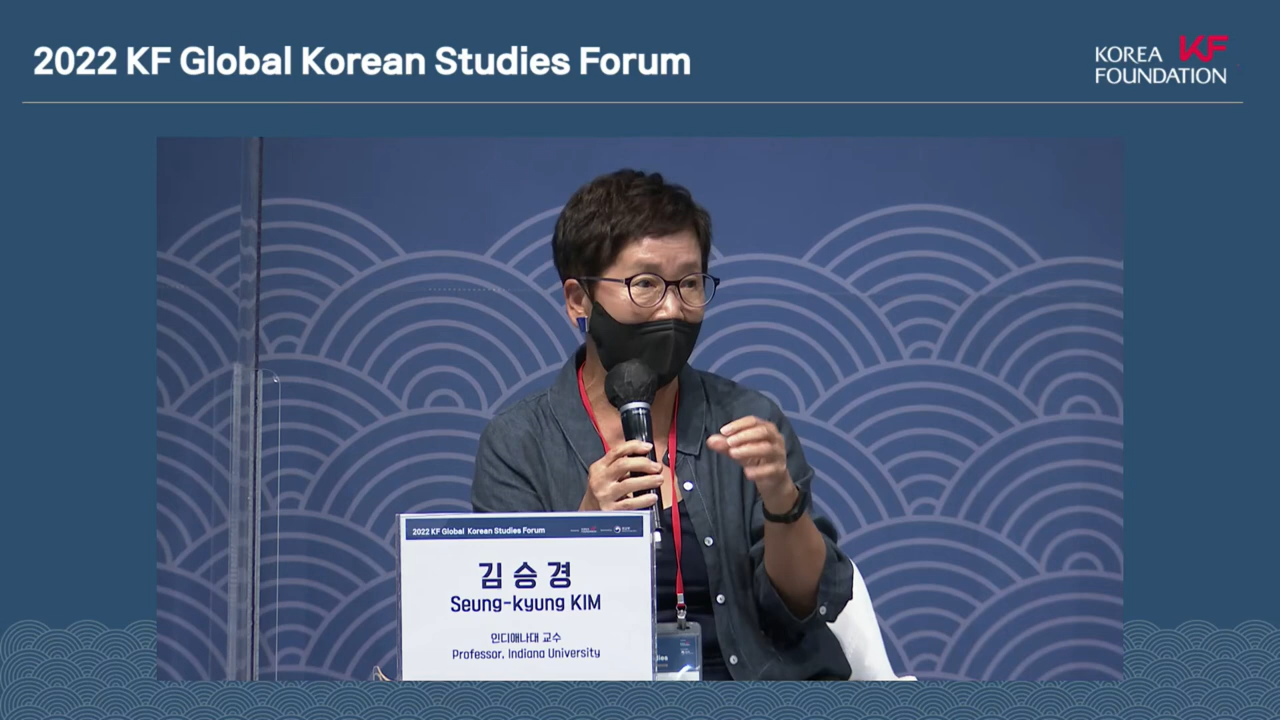 2022 KF Global Korean Studies Forum
KOREA KF
FOUNDATION
2022 KF Global Korean Studies Forum
김승경
Seung-kyung KIM
인디애나대 교수
Professor, Indiana University